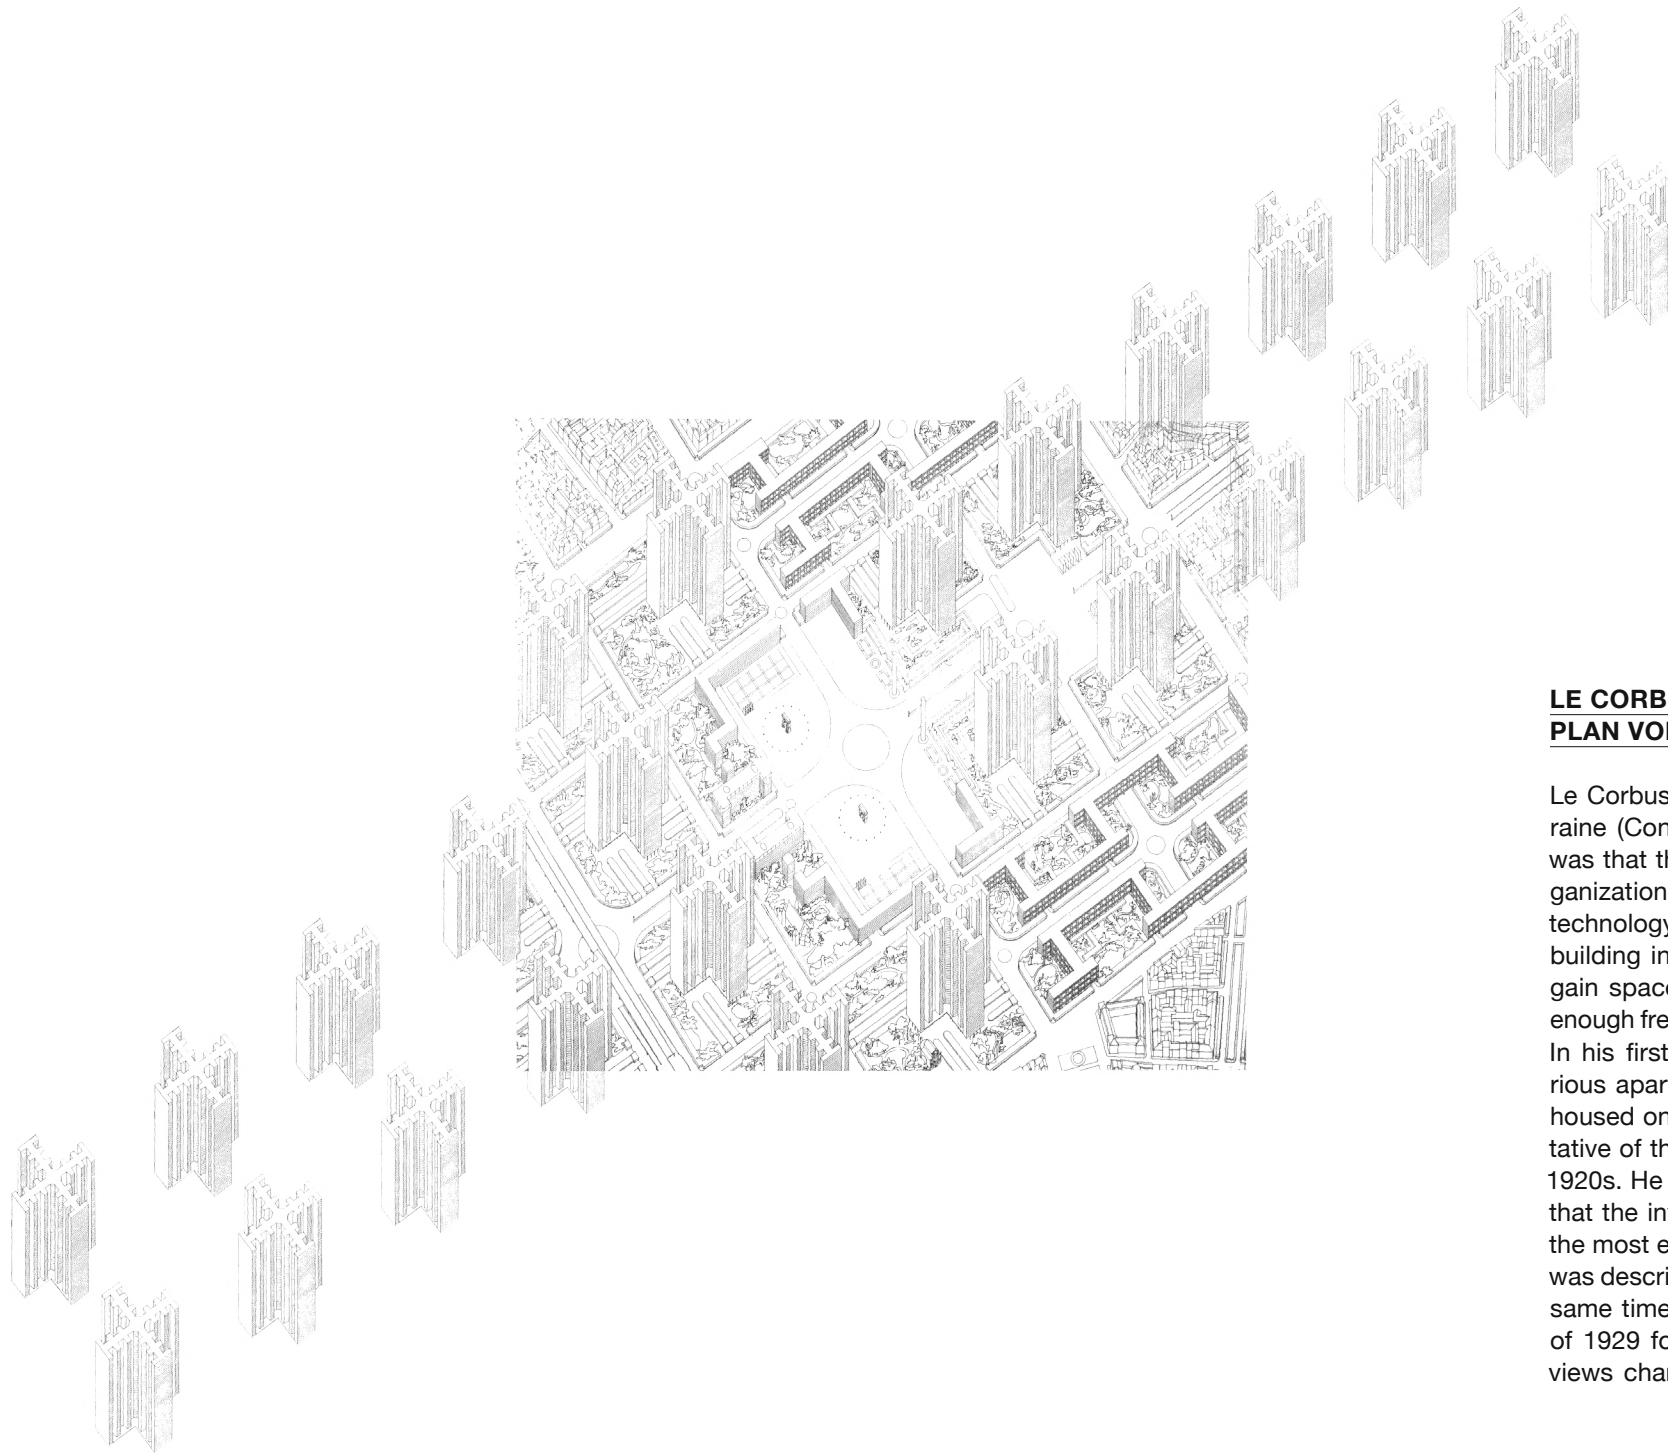 LE CORB
PLAN VOI
Le Corbus
raine (Con
was that th
ganization
technology
building in
gain space
enough fre
In his first
rious apar
housed on
tative of th
1920s. He
that the in
the most e
was descri
same time
of 1929 fo
views char